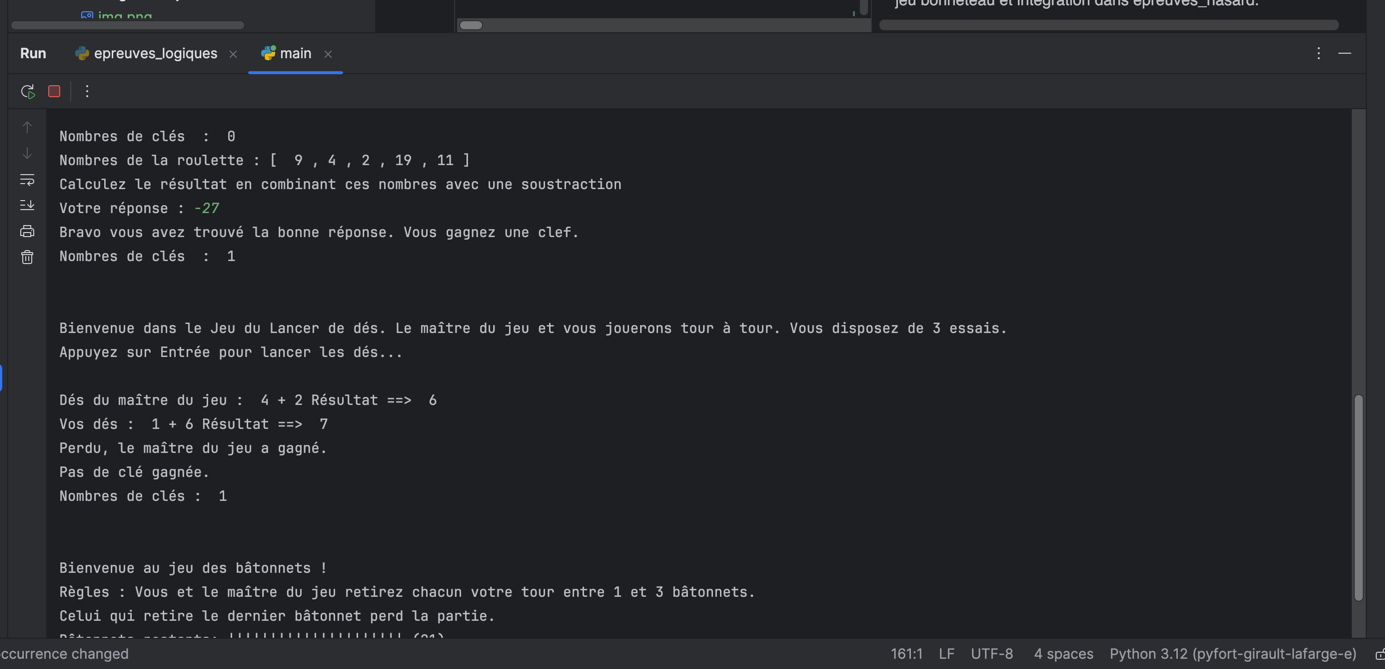 img.png
jeu bonneteau et intégration dans epreuves_hasard.
Run epreuves_logiques main
Nombres de clés  :  0
Nombres de la roulette : [  9 , 4 , 2 , 19 , 11 ]
Calculez le résultat en combinant ces nombres avec une soustraction
Votre réponse : -27
Bravo vous avez trouvé la bonne réponse. Vous gagnez une clef.
Nombres de clés  :  1
Bienvenue dans le Jeu du Lancer de dés. Le maître du jeu et vous jouerons tour à tour. Vous disposez de 3 essais.
Appuyez sur Entrée pour lancer les dés...
Dés du maître du jeu :  4 + 2 Résultat ==>  6
Vos dés :  1 + 6 Résultat ==>  7
Perdu, le maître du jeu a gagné.
Pas de clé gagnée.
Nombres de clés :  1
Bienvenue au jeu des bâtonnets !
Règles : Vous et le maître du jeu retirez chacun votre tour entre 1 et 3 bâtonnets.
Celui qui retire le dernier bâtonnet perd la partie.
ccurrence changed
161:1 LF UTF-8 4 spaces Python 3.12 (pyfort-girault-lafarge-e)